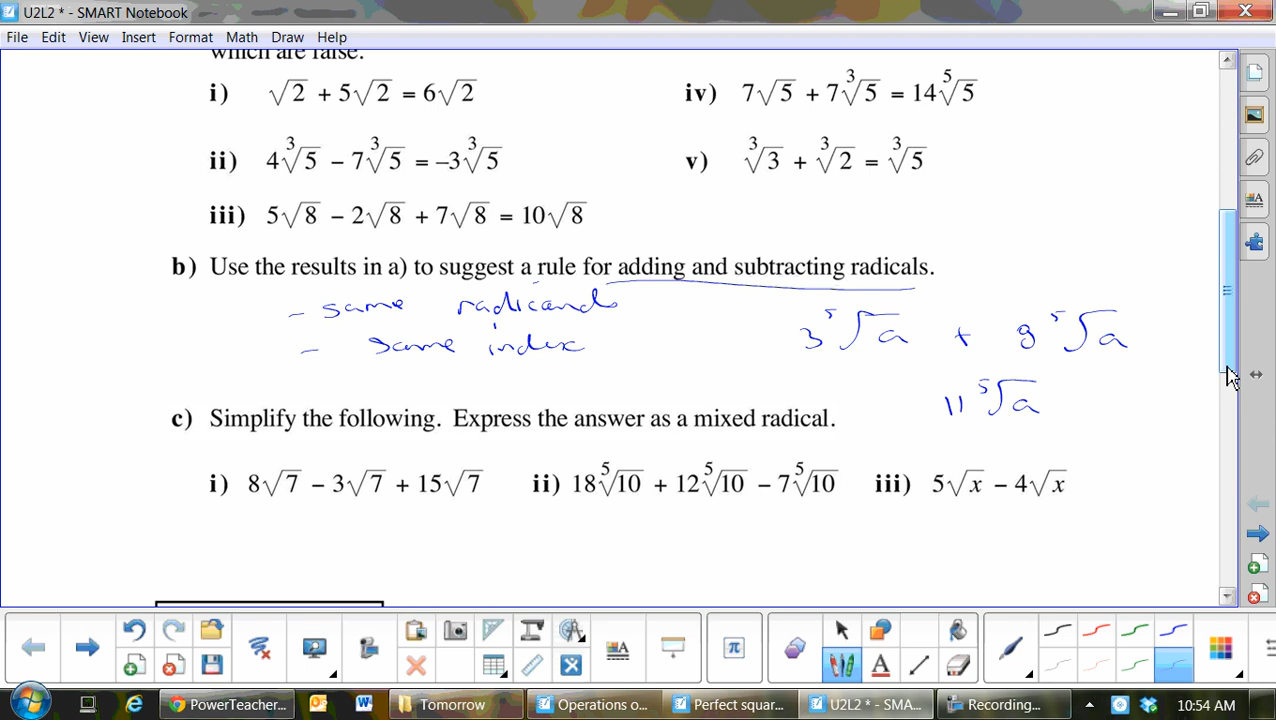 U2L2 * - SMART Notebook
File Edit View Insert Format Math Draw Help
which are false.
i) √2 + 5√2 = 6√2 iv) 7√5 + 7∛5 = 14⁵√5
ii) 4∛5 − 7∛5 = −3∛5 v) ∛3 + ∛2 = ∛5
iii) 5√8 − 2√8 + 7√8 = 10√8
b) Use the results in a) to suggest a rule for adding and subtracting radicals.
- same radicand
- same index
3⁵√a + 8⁵√a
11⁵√a
c) Simplify the following. Express the answer as a mixed radical.
i) 8√7 − 3√7 + 15√7 ii) 18⁵√10 + 12⁵√10 − 7⁵√10 iii) 5√x − 4√x
π A
PowerTeacher... Tomorrow Operations o... Perfect squar... U2L2 * - SMA... Recording... 10:54 AM